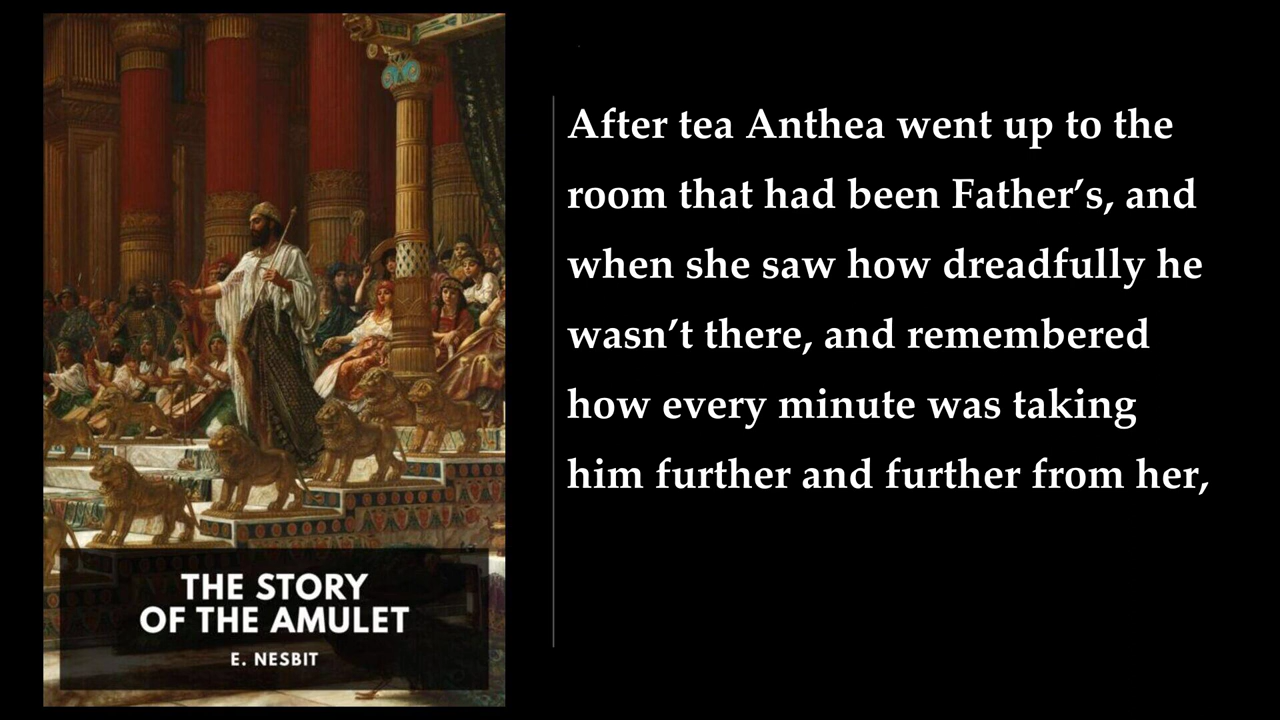 THE STORY
OF THE AMULET
E. NESBIT
After tea Anthea went up to the
room that had been Father’s, and
when she saw how dreadfully he
wasn’t there, and remembered
how every minute was taking
him further and further from her,